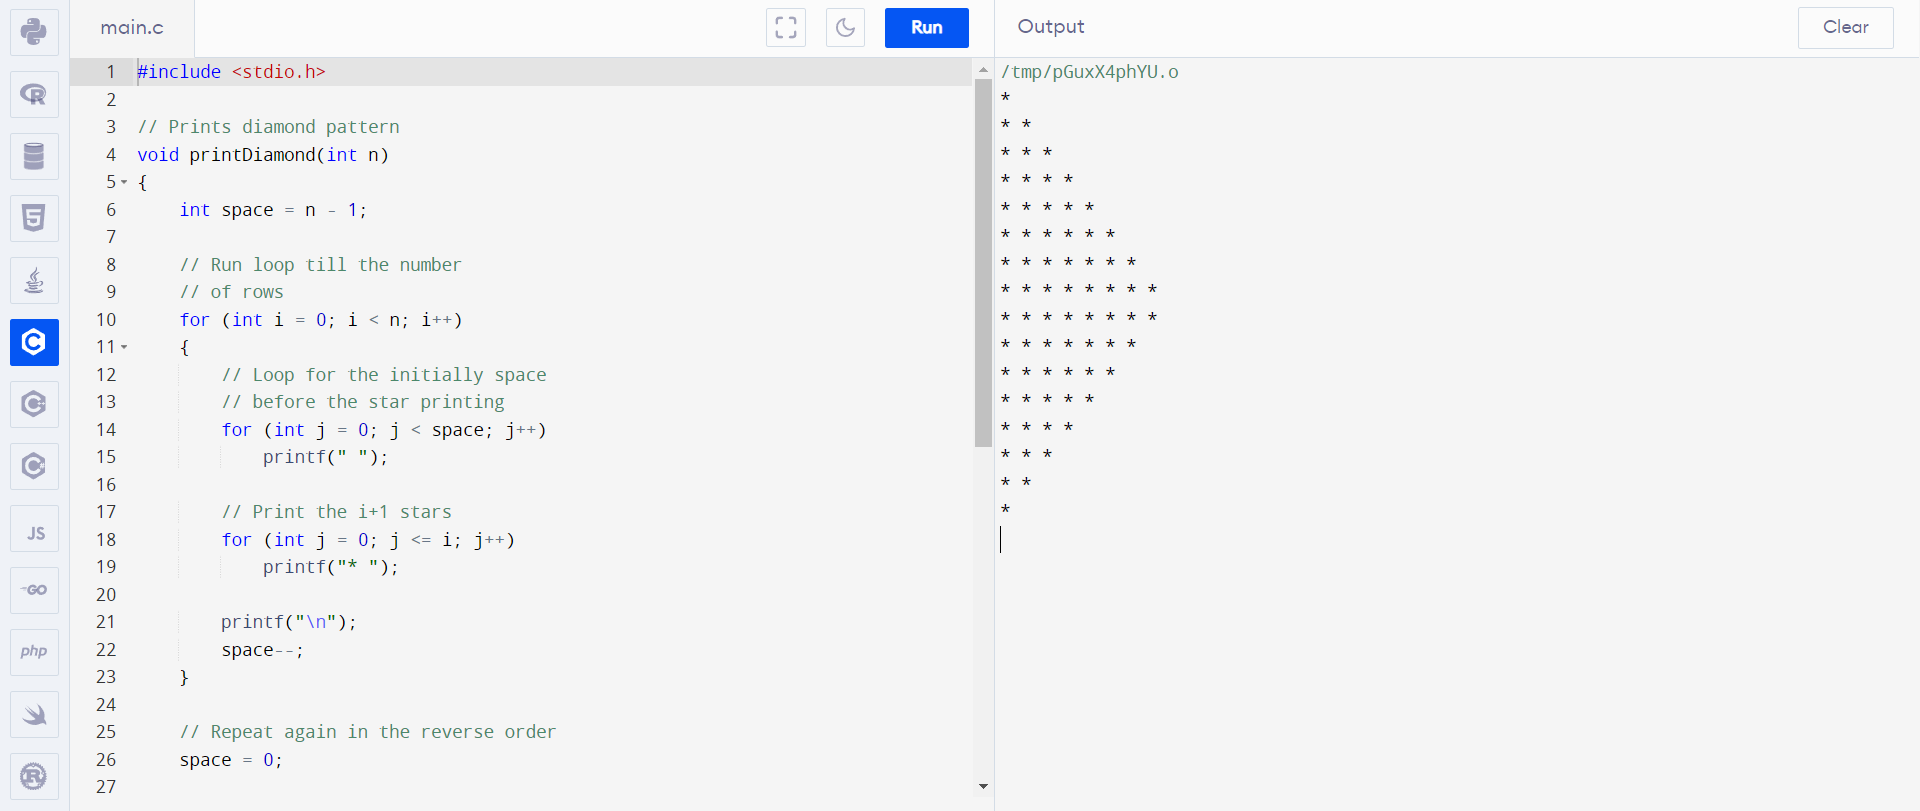 main.c
Run
Output
Clear
1 #include <stdio.h>
2
3 // Prints diamond pattern
4 void printDiamond(int n)
5 {
6     int space = n - 1;
7
8     // Run loop till the number
9     // of rows
10     for (int i = 0; i < n; i++)
11     {
12         // Loop for the initially space
13         // before the star printing
14         for (int j = 0; j < space; j++)
15             printf(" ");
16
17         // Print the i+1 stars
18         for (int j = 0; j <= i; j++)
19             printf("* ");
20
21         printf("\n");
22         space--;
23     }
24
25     // Repeat again in the reverse order
26     space = 0;
27
/tmp/pGuxX4phYU.o
*
* *
* * *
* * * *
* * * * *
* * * * * *
* * * * * * *
* * * * * * * *
* * * * * * * *
* * * * * * *
* * * * * *
* * * * *
* * * *
* * *
* *
*
R
5
C
C
C
JS
GO
php
R